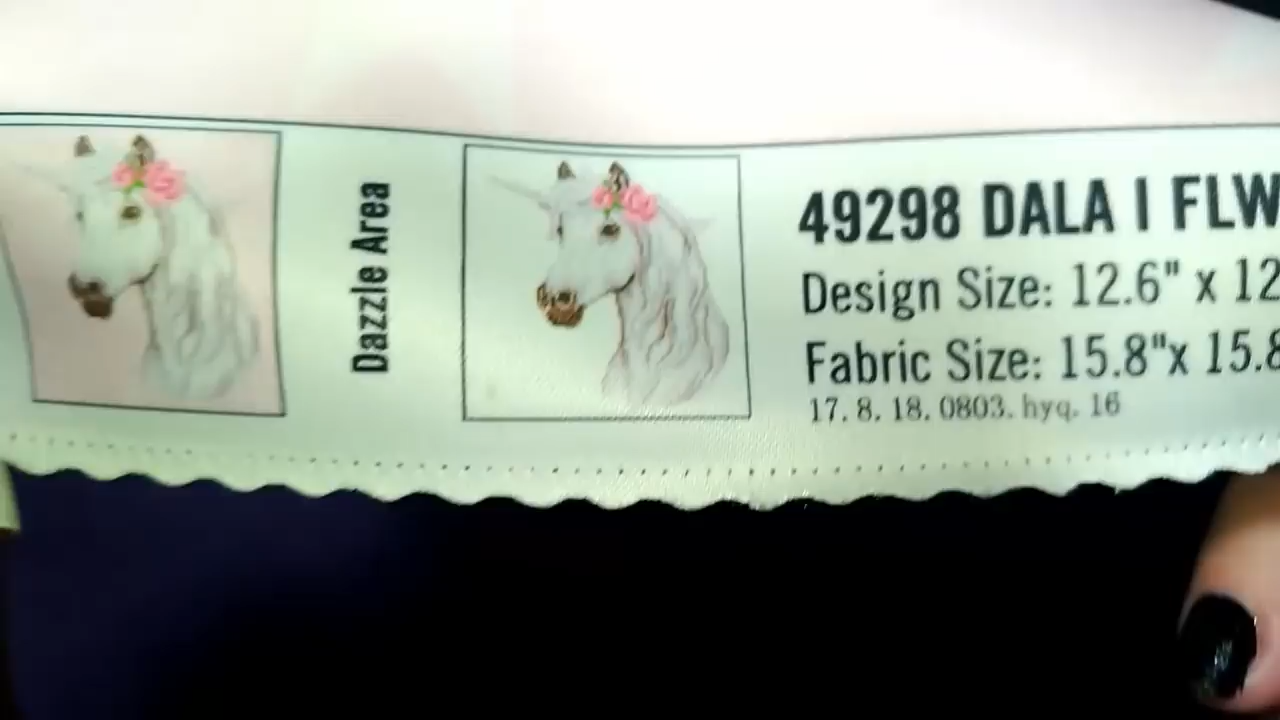 Dazzle Area
49298 DALA I FLW
Design Size: 12.6" x 12
Fabric Size: 15.8"x 15.8
17. 8. 18. 0803. hyq. 16